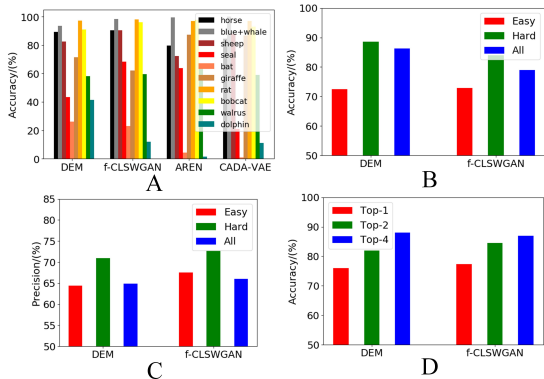 Accuracy/(%)
100
80
60
40
20
0
horse
blue+whale
sheep
seal
bat
giraffe
rat
bobcat
walrus
dolphin
DEM
f-CLSWGAN
AREN
CADA-VAE
A
Accuracy/(%)
100
90
80
70
60
50
Easy
Hard
All
DEM
f-CLSWGAN
B
Precision/(%)
85
80
75
70
65
60
55
50
Easy
Hard
All
DEM
f-CLSWGAN
C
Accuracy/(%)
100
90
80
70
60
50
Top-1
Top-2
Top-4
DEM
f-CLSWGAN
D